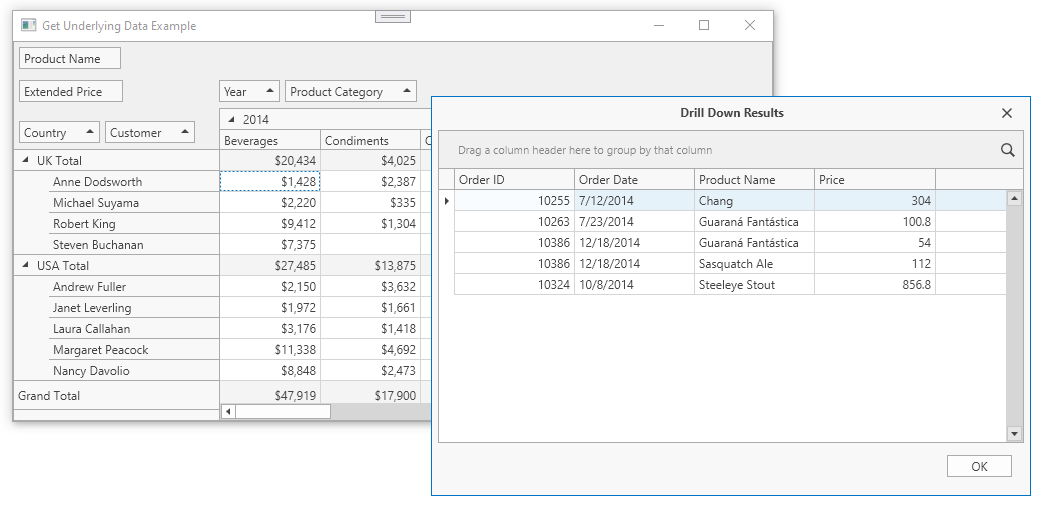 Get Underlying Data Example
Product Name
Extended Price
Year Product Category
Country Customer
2014
Beverages Condiments C
UK Total $20,434 $4,025
Anne Dodsworth $1,428 $2,387
Michael Suyama $2,220 $335
Robert King $9,412 $1,304
Steven Buchanan $7,375
USA Total $27,485 $13,875
Andrew Fuller $2,150 $3,632
Janet Leverling $1,972 $1,661
Laura Callahan $3,176 $1,418
Margaret Peacock $11,338 $4,692
Nancy Davolio $8,848 $2,473
Grand Total $47,919 $17,900
Drill Down Results
Drag a column header here to group by that column
Order ID Order Date Product Name Price
10255 7/12/2014 Chang 304
10263 7/23/2014 Guaraná Fantástica 100.8
10386 12/18/2014 Guaraná Fantástica 54
10386 12/18/2014 Sasquatch Ale 112
10324 10/8/2014 Steeleye Stout 856.8
OK